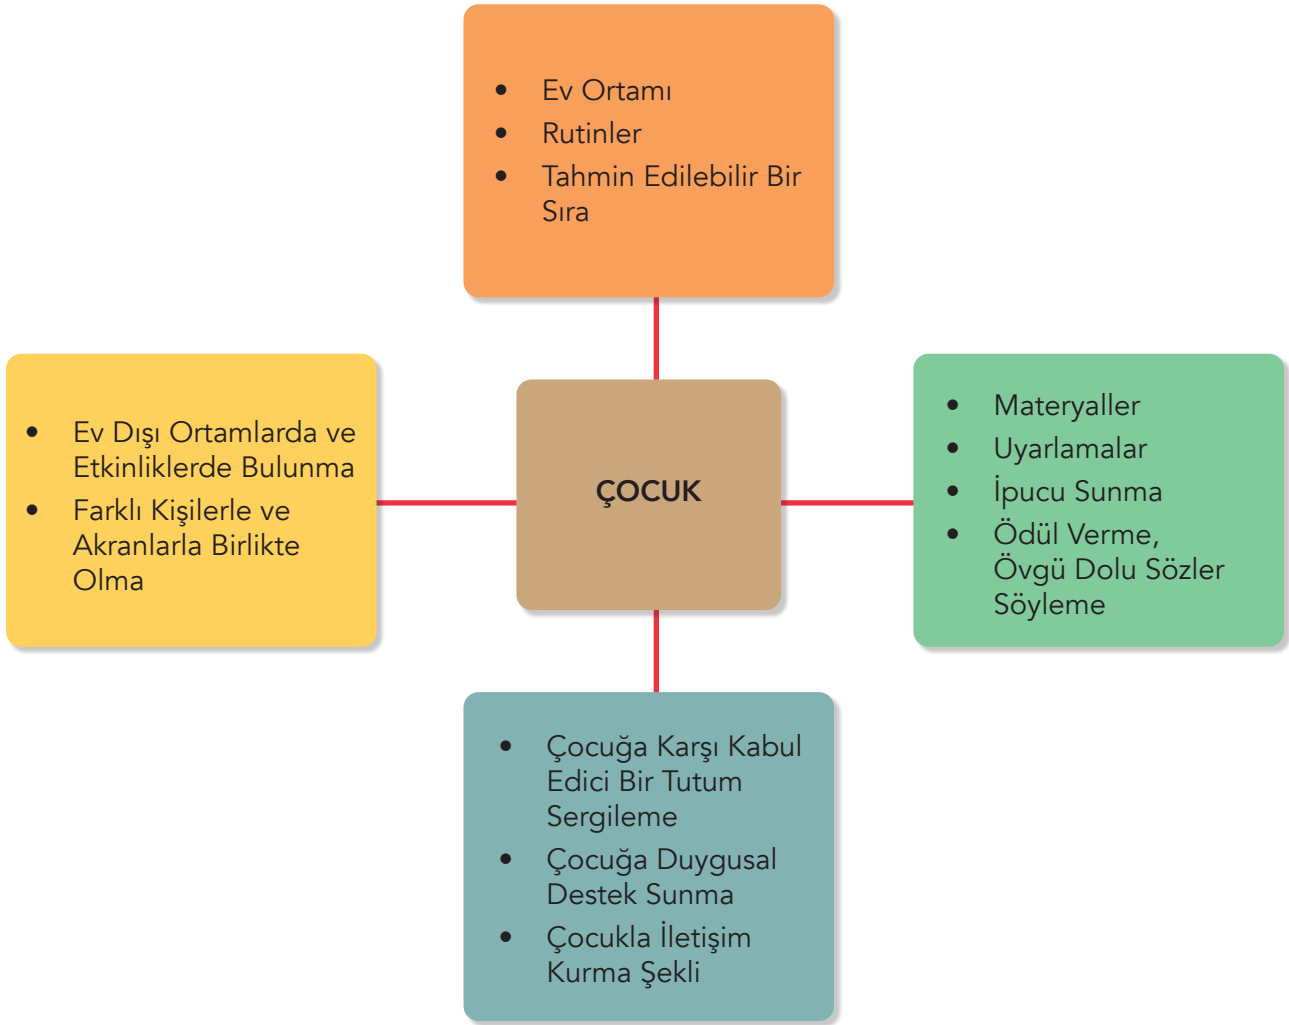 • Ev Ortamı
• Rutinler
• Tahmin Edilebilir Bir
Sıra
• Ev Dışı Ortamlarda ve
Etkinliklerde Bulunma
• Farklı Kişilerle ve
Akranlarla Birlikte
Olma
ÇOCUK
• Materyaller
• Uyarlamalar
• İpucu Sunma
• Ödül Verme,
Övgü Dolu Sözler
Söyleme
• Çocuğa Karşı Kabul
Edici Bir Tutum
Sergileme
• Çocuğa Duygusal
Destek Sunma
• Çocukla İletişim
Kurma Şekli